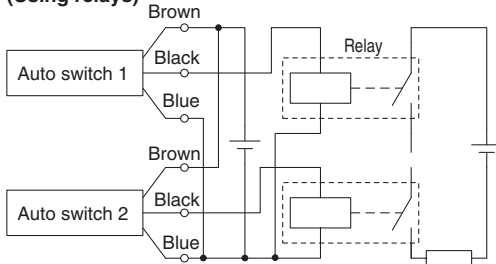 (Using relays)
Brown
Relay
Black
Auto switch 1
Blue
Brown
Black
Auto switch 2
Blue